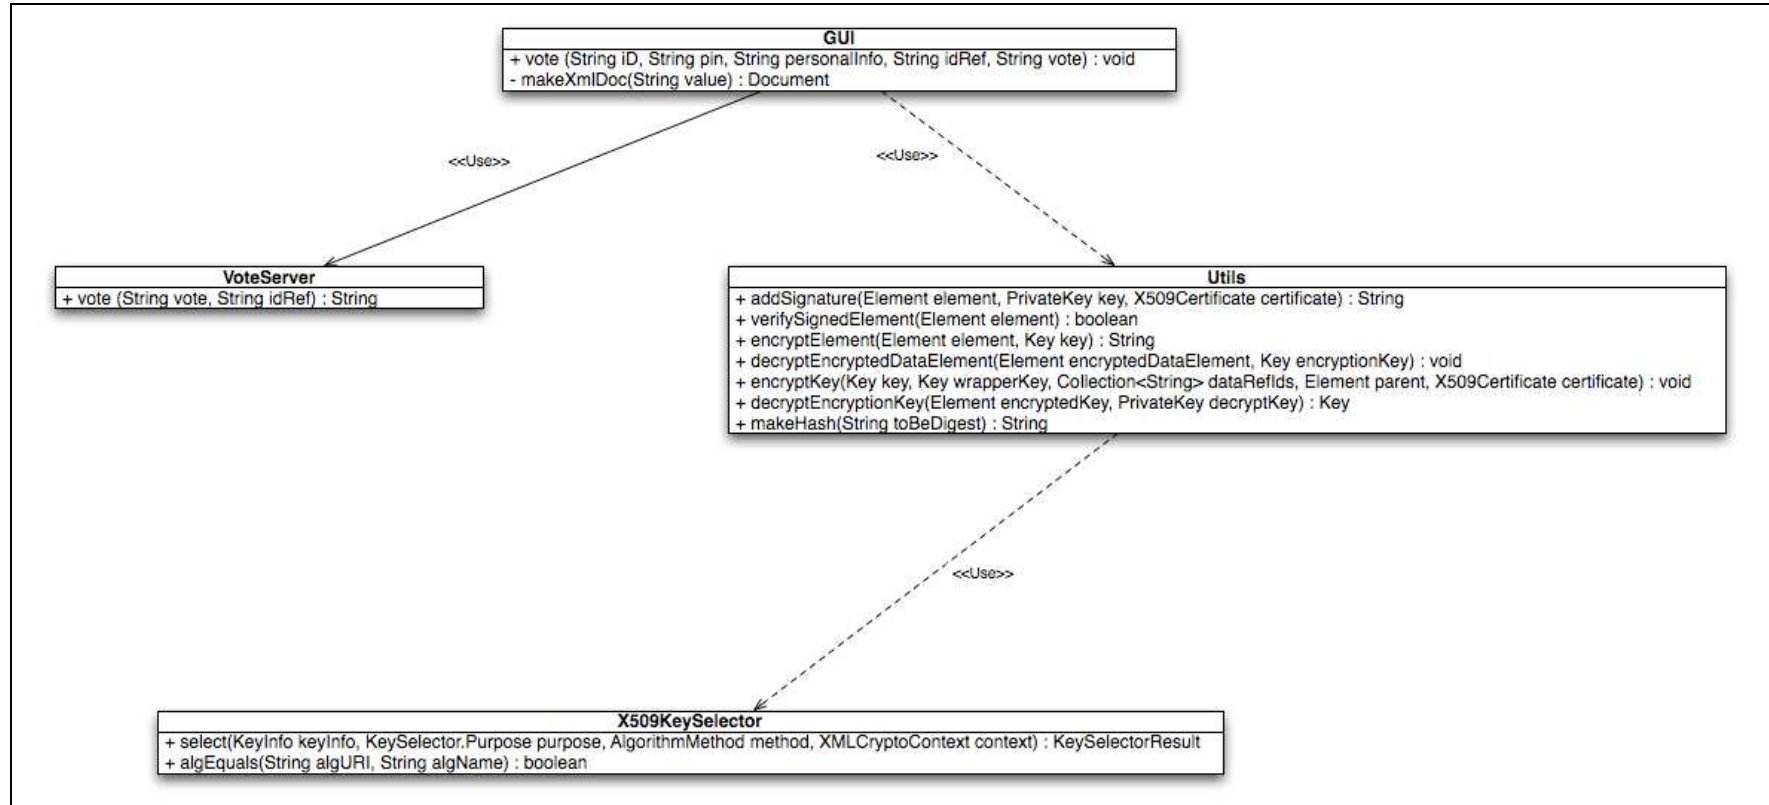 GUI
+ vote (String iD, String pin, String personalInfo, String idRef, String vote) : void
- makeXmlDoc(String value) : Document
<<Use>>
<<Use>>
VoteServer
+ vote (String vote, String idRef) : String
Utils
+ addSignature(Element element, PrivateKey key, X509Certificate certificate) : String
+ verifySignedElement(Element element) : boolean
+ encryptElement(Element element, Key key) : String
+ decryptEncryptedDataElement(Element encryptedDataElement, Key encryptionKey) : void
+ encryptKey(Key key, Key wrapperKey, Collection<String> dataRefIds, Element parent, X509Certificate certificate) : void
+ decryptEncryptionKey(Element encryptedKey, PrivateKey decryptKey) : Key
+ makeHash(String toBeDigest) : String
<<Use>>
X509KeySelector
+ select(KeyInfo keyInfo, KeySelector.Purpose purpose, AlgorithmMethod method, XMLCryptoContext context) : KeySelectorResult
+ algEquals(String algURI, String algName) : boolean